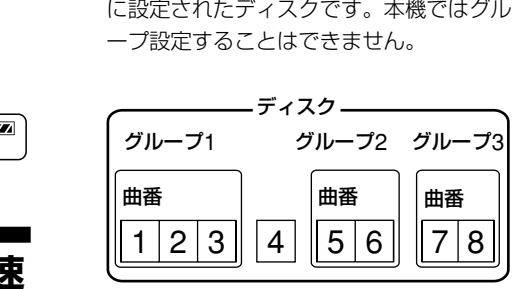 に設定されたディスクです。本機ではグル
ープ設定することはできません。
ディスク
グループ1 グループ2 グループ3
曲番 曲番 曲番
1 2 3 4 5 6 7 8
速